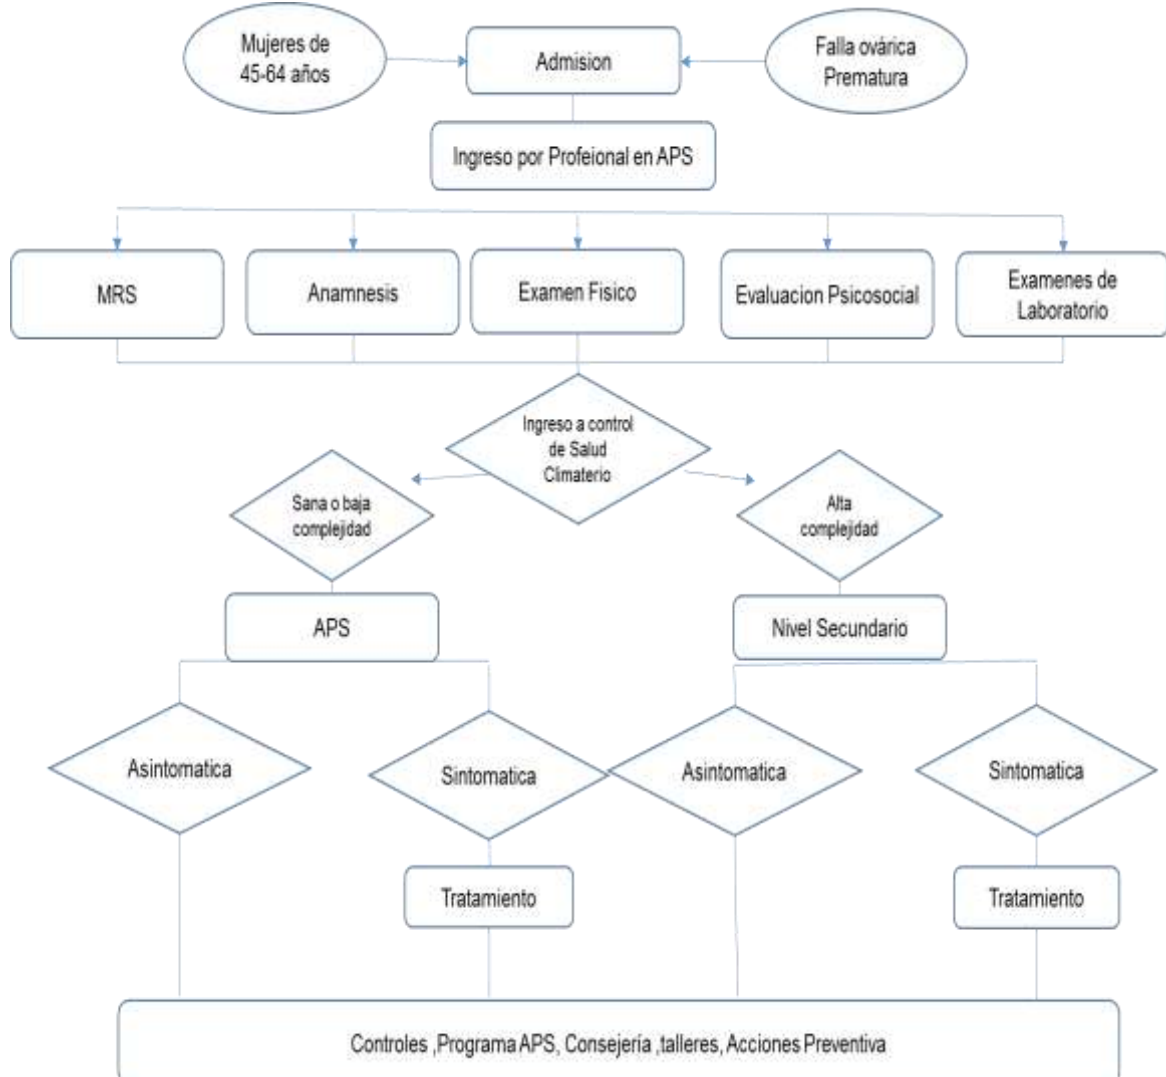 Mujeres de
45-64 años
Admision
Falla ovárica
Prematura
Ingreso por Profeional en APS
MRS
Anamnesis
Examen Fisico
Evaluacion Psicosocial
Examenes de
Laboratorio
Ingreso a control
de Salud
Climaterio
Sana o baja
complejidad
Alta
complejidad
APS
Nivel Secundario
Asintomatica
Sintomatica
Asintomatica
Sintomatica
Tratamiento
Tratamiento
Controles ,Programa APS, Consejería ,talleres, Acciones Preventiva